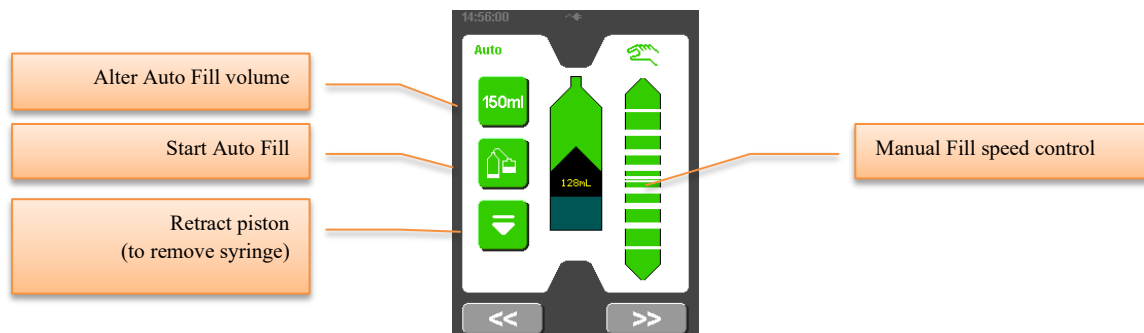 14:56:00
Auto
Alter Auto Fill volume
150ml
Start Auto Fill
128mL
Manual Fill speed control
Retract piston
(to remove syringe)
<<
>>